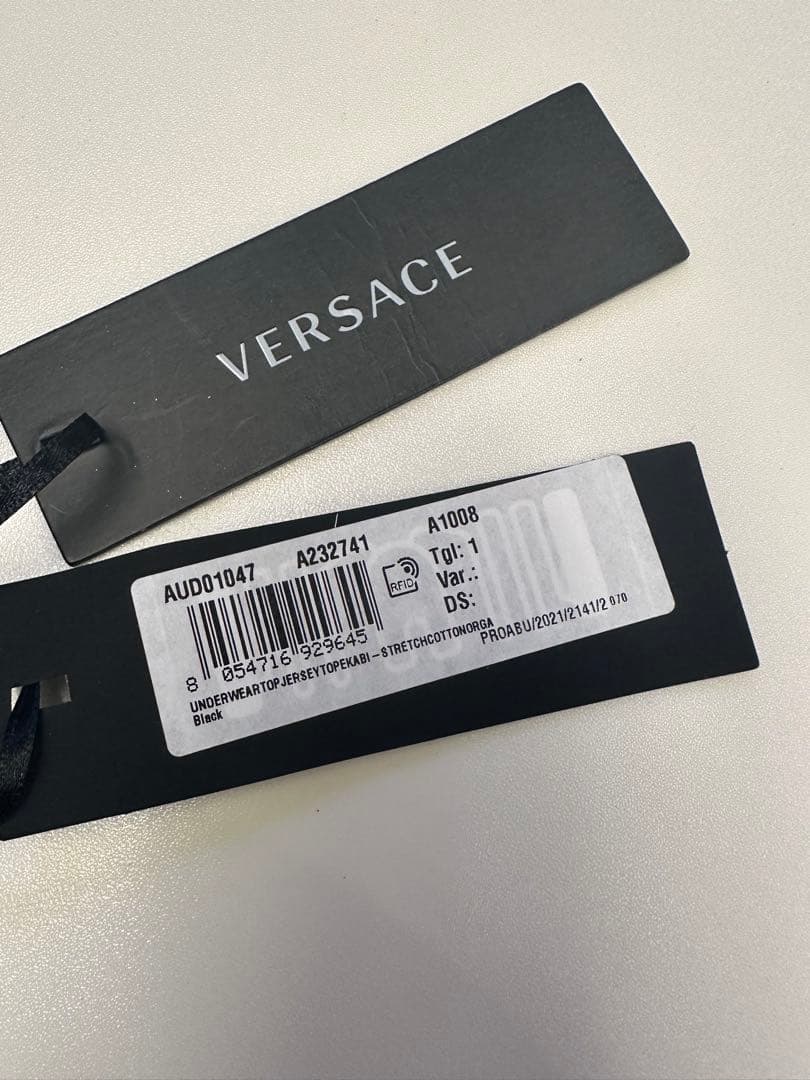 VERSACE
AUD01047 A232741 A1008
RFID
Tgl: 1
Var.:
DS:
8 054716 929645
UNDERWEARTOPJERSEYTOPEKABI-STRETCHCOTTONORGA
Black
PROABU/2021/2141/2 070